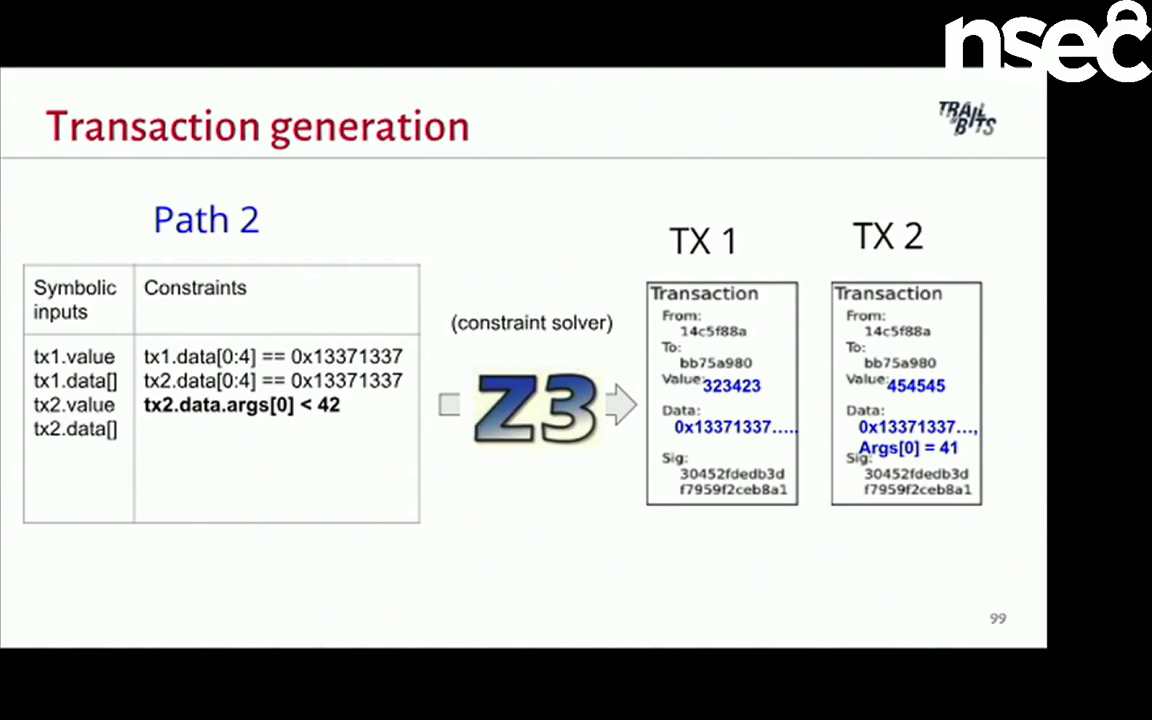 nsec
Transaction generation
TRAIL OF BITS
Path 2
Symbolic inputs
Constraints
tx1.value
tx1.data[]
tx2.value
tx2.data[]
tx1.data[0:4] == 0x13371337
tx2.data[0:4] == 0x13371337
tx2.data.args[0] < 42
(constraint solver)
Z3
TX 1
Transaction
From:
14c5f88a
To:
bb75a980
Value: 323423
Data:
0x13371337.....
Sig:
30452fdedb3d
f7959f2ceb8a1
TX 2
Transaction
From:
14c5f88a
To:
bb75a980
Value: 454545
Data:
0x13371337...,
Args[0] = 41
Sig:
30452fdedb3d
f7959f2ceb8a1
99